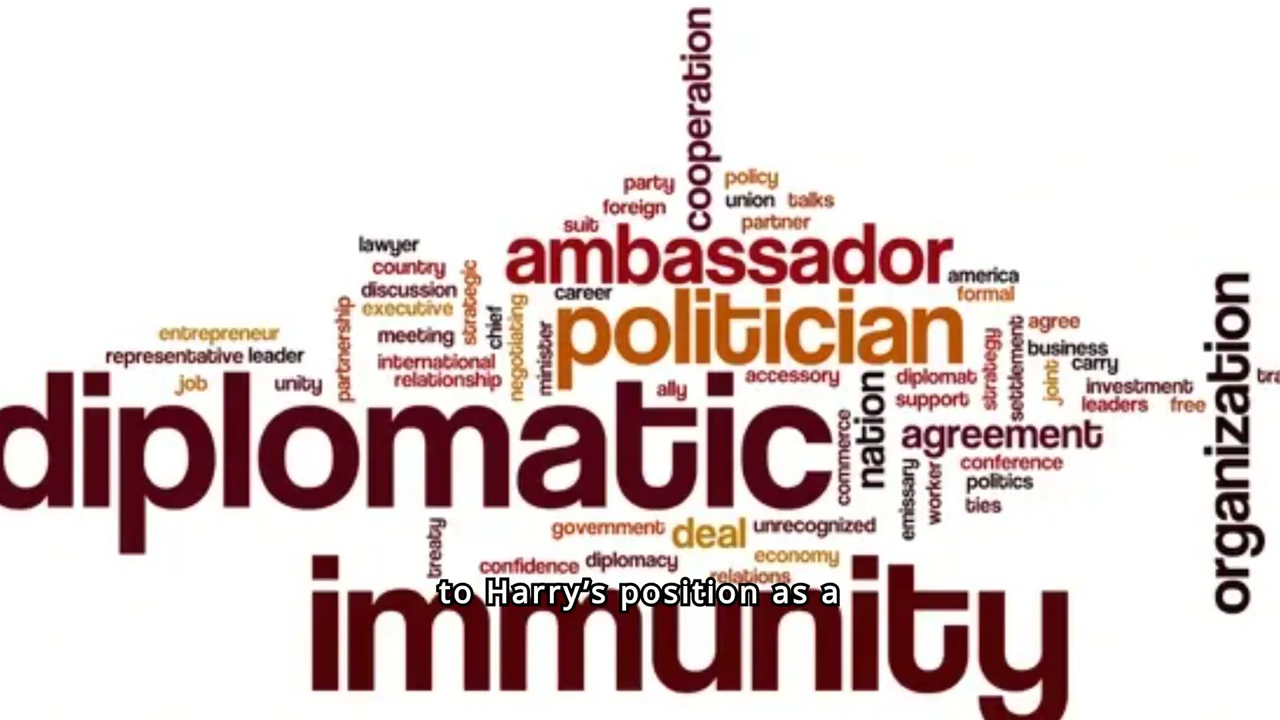 cooperation
party
policy
foreign
union
talks
suit
partner
lawyer
ambassador
country
strategic
america
discussion
career
formal
executive
partnership
chief
negotiating
politician
organization
entrepreneur
meeting
minister
strategy
settlement
agree
representative
leader
international
business
job
unity
relationship
ally
accessory
diplomat
joint
carry
support
investment
leaders
free
tra
diplomatic
commerce
nation
agreement
emissary
worker
conference
politics
ties
treaty
government
deal
unrecognized
confidence
diplomacy
economy
relations
to Harry’s position as a
immunity